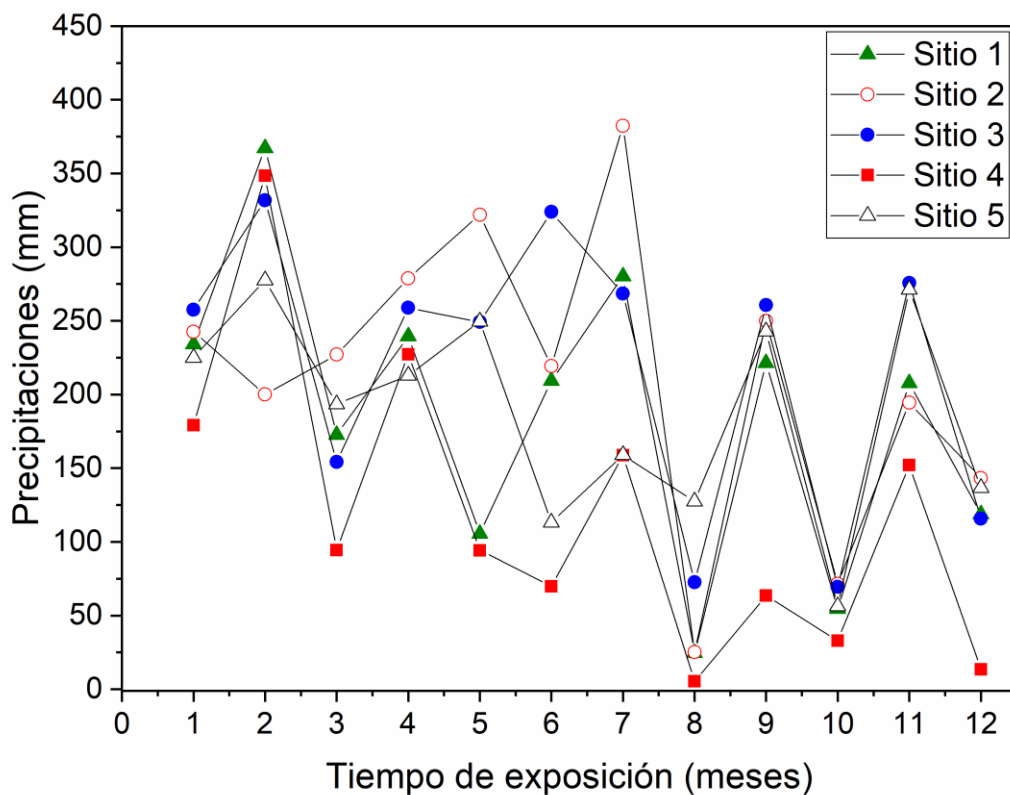 450
400
350
300
250
200
150
100
50
0
Precipitaciones (mm)
Sitio 1
Sitio 2
Sitio 3
Sitio 4
Sitio 5
0 1 2 3 4 5 6 7 8 9 10 11 12
Tiempo de exposición (meses)